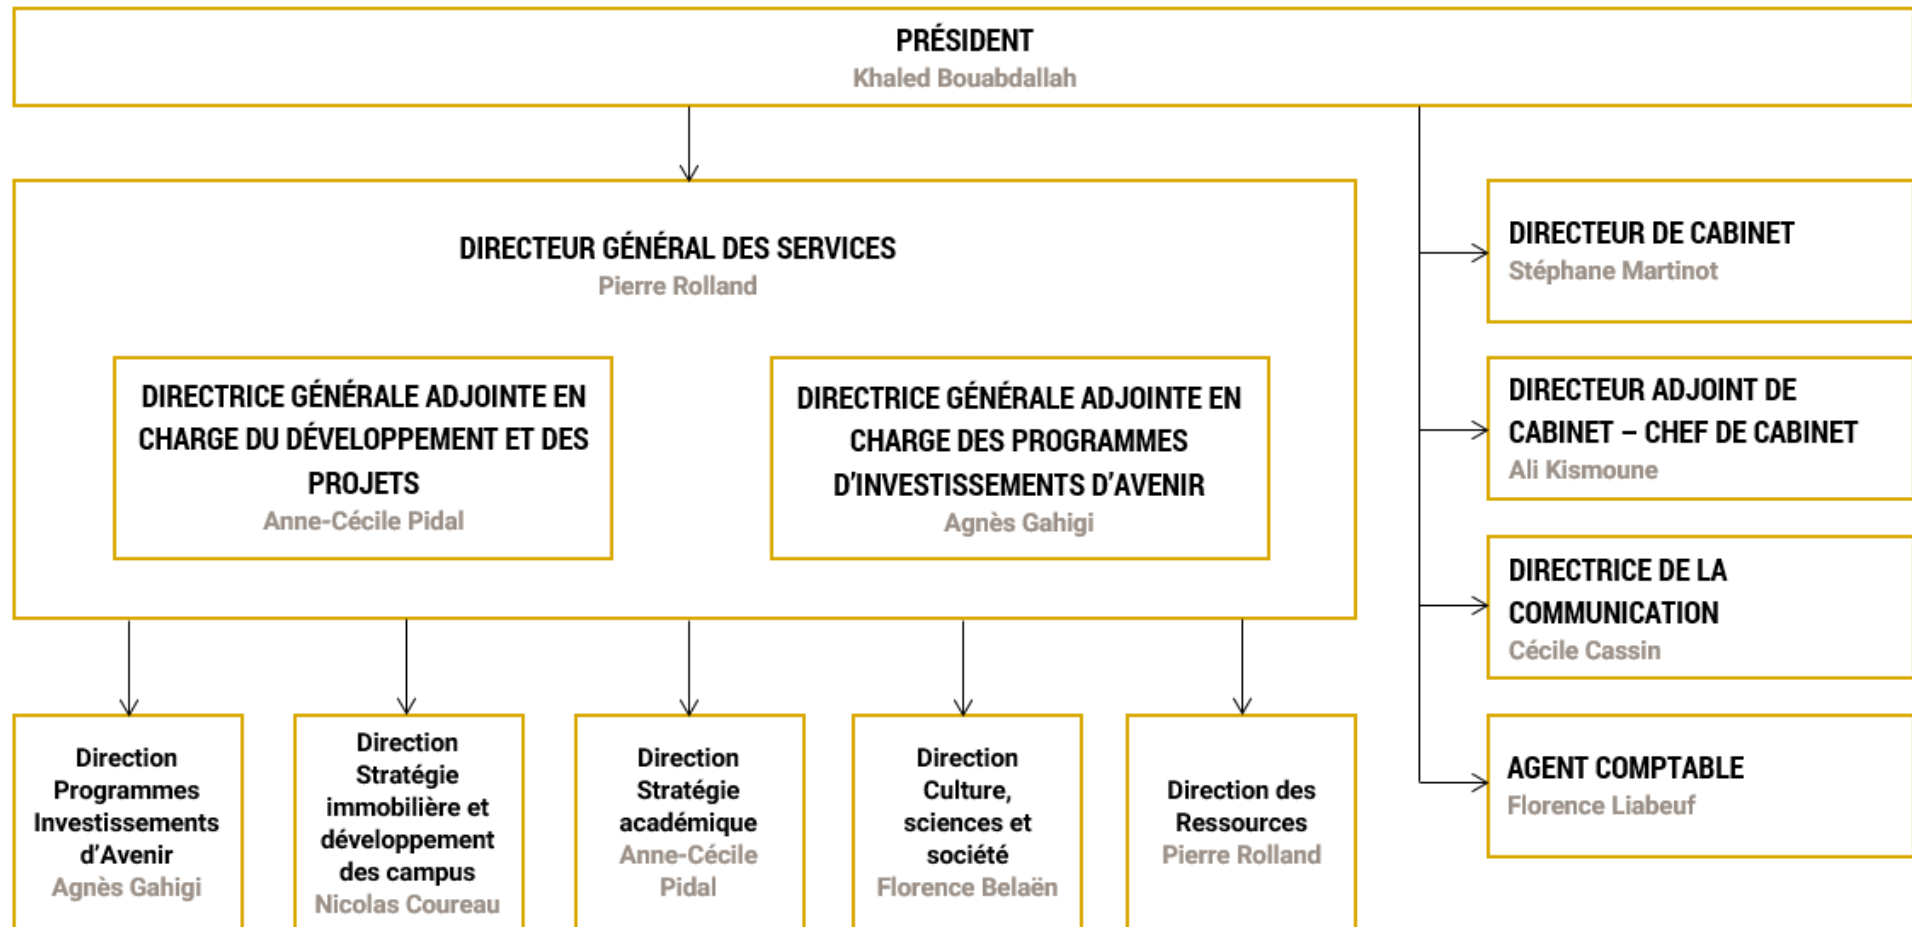 PRÉSIDENT
Khaled Bouabdallah
DIRECTEUR GÉNÉRAL DES SERVICES
Pierre Rolland
DIRECTRICE GÉNÉRALE ADJOINTE EN
CHARGE DU DÉVELOPPEMENT ET DES
PROJETS
Anne-Cécile Pidal
DIRECTRICE GÉNÉRALE ADJOINTE EN
CHARGE DES PROGRAMMES
D'INVESTISSEMENTS D'AVENIR
Agnès Gahigi
DIRECTEUR DE CABINET
Stéphane Martinot
DIRECTEUR ADJOINT DE
CABINET – CHEF DE CABINET
Ali Kismoune
DIRECTRICE DE LA
COMMUNICATION
Cécile Cassin
AGENT COMPTABLE
Florence Liabeuf
Direction
Programmes
Investissements
d'Avenir
Agnès Gahigi
Direction
Stratégie
immobilière et
développement
des campus
Nicolas Coureau
Direction
Stratégie
académique
Anne-Cécile
Pidal
Direction
Culture,
sciences et
société
Florence Belaën
Direction des
Ressources
Pierre Rolland